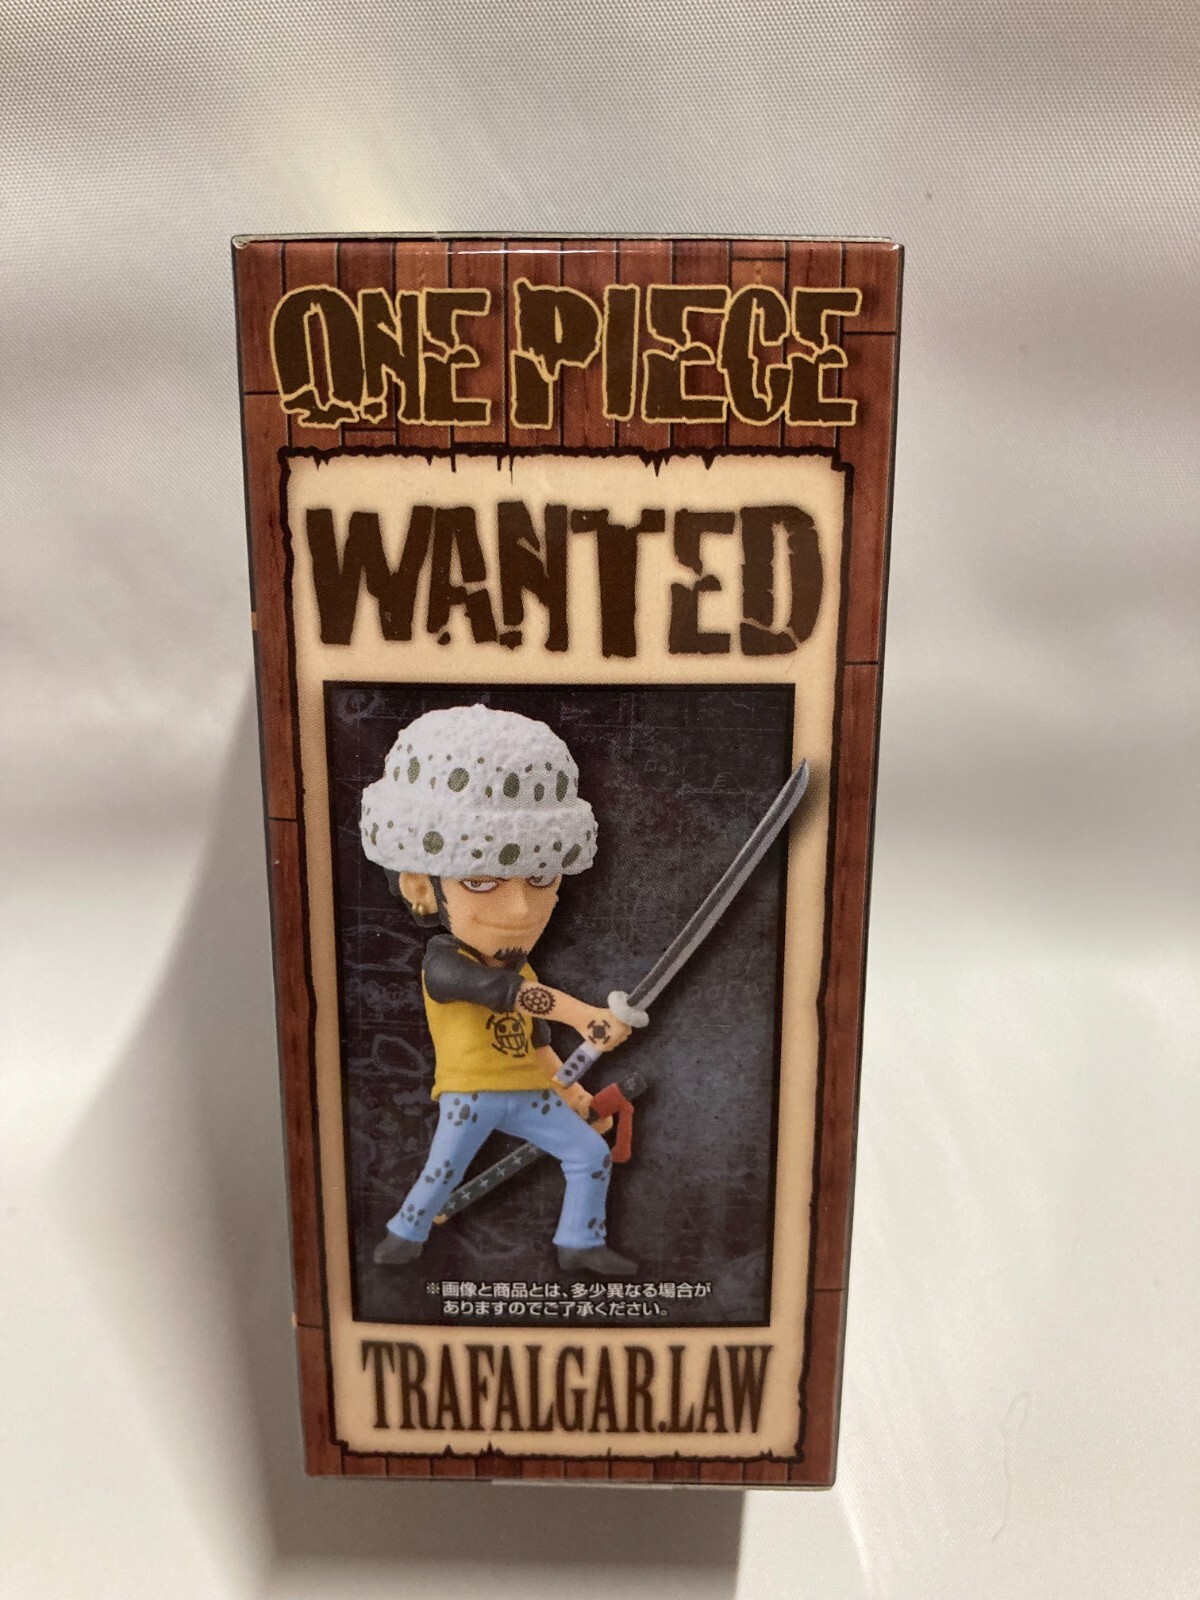 ONE PIECE
WANTED
※画像と商品とは、多少異なる場合が
ありますのでご了承ください。
TRAFALGAR.LAW